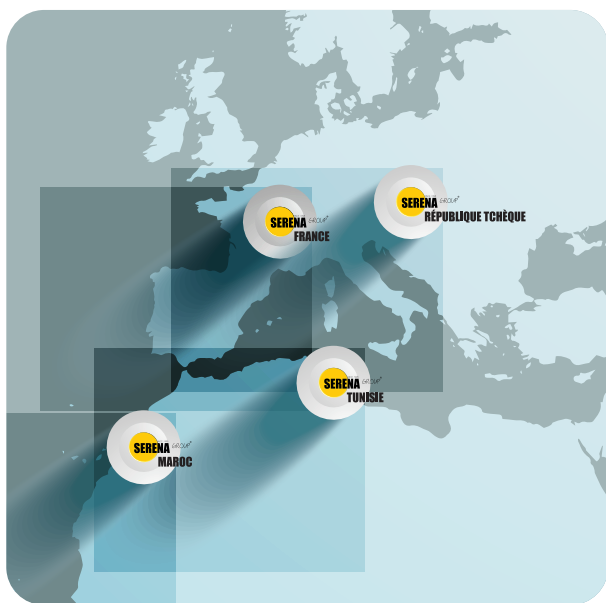 SERENA GROUP
FRANCE
SERENA GROUP
RÉPUBLIQUE TCHÈQUE
SERENA GROUP
TUNISIE
SERENA GROUP
MAROC